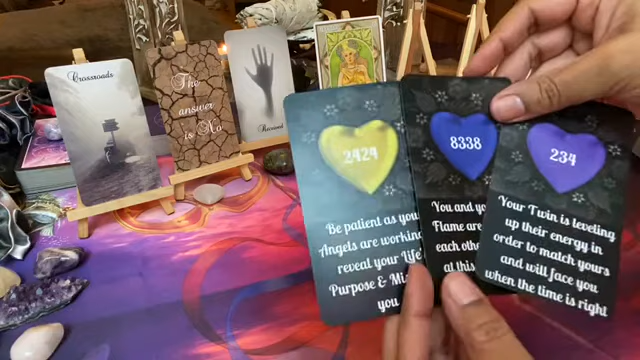 Crossroads
The
answer
is No
2424
Be patient as you
Angels are working
reveal your Life
Purpose &
you
8338
You and yo
Flame are
each othe
at this
234
Your Twin is leveling
up their energy in
order to match yours
and will face you
when the time is right